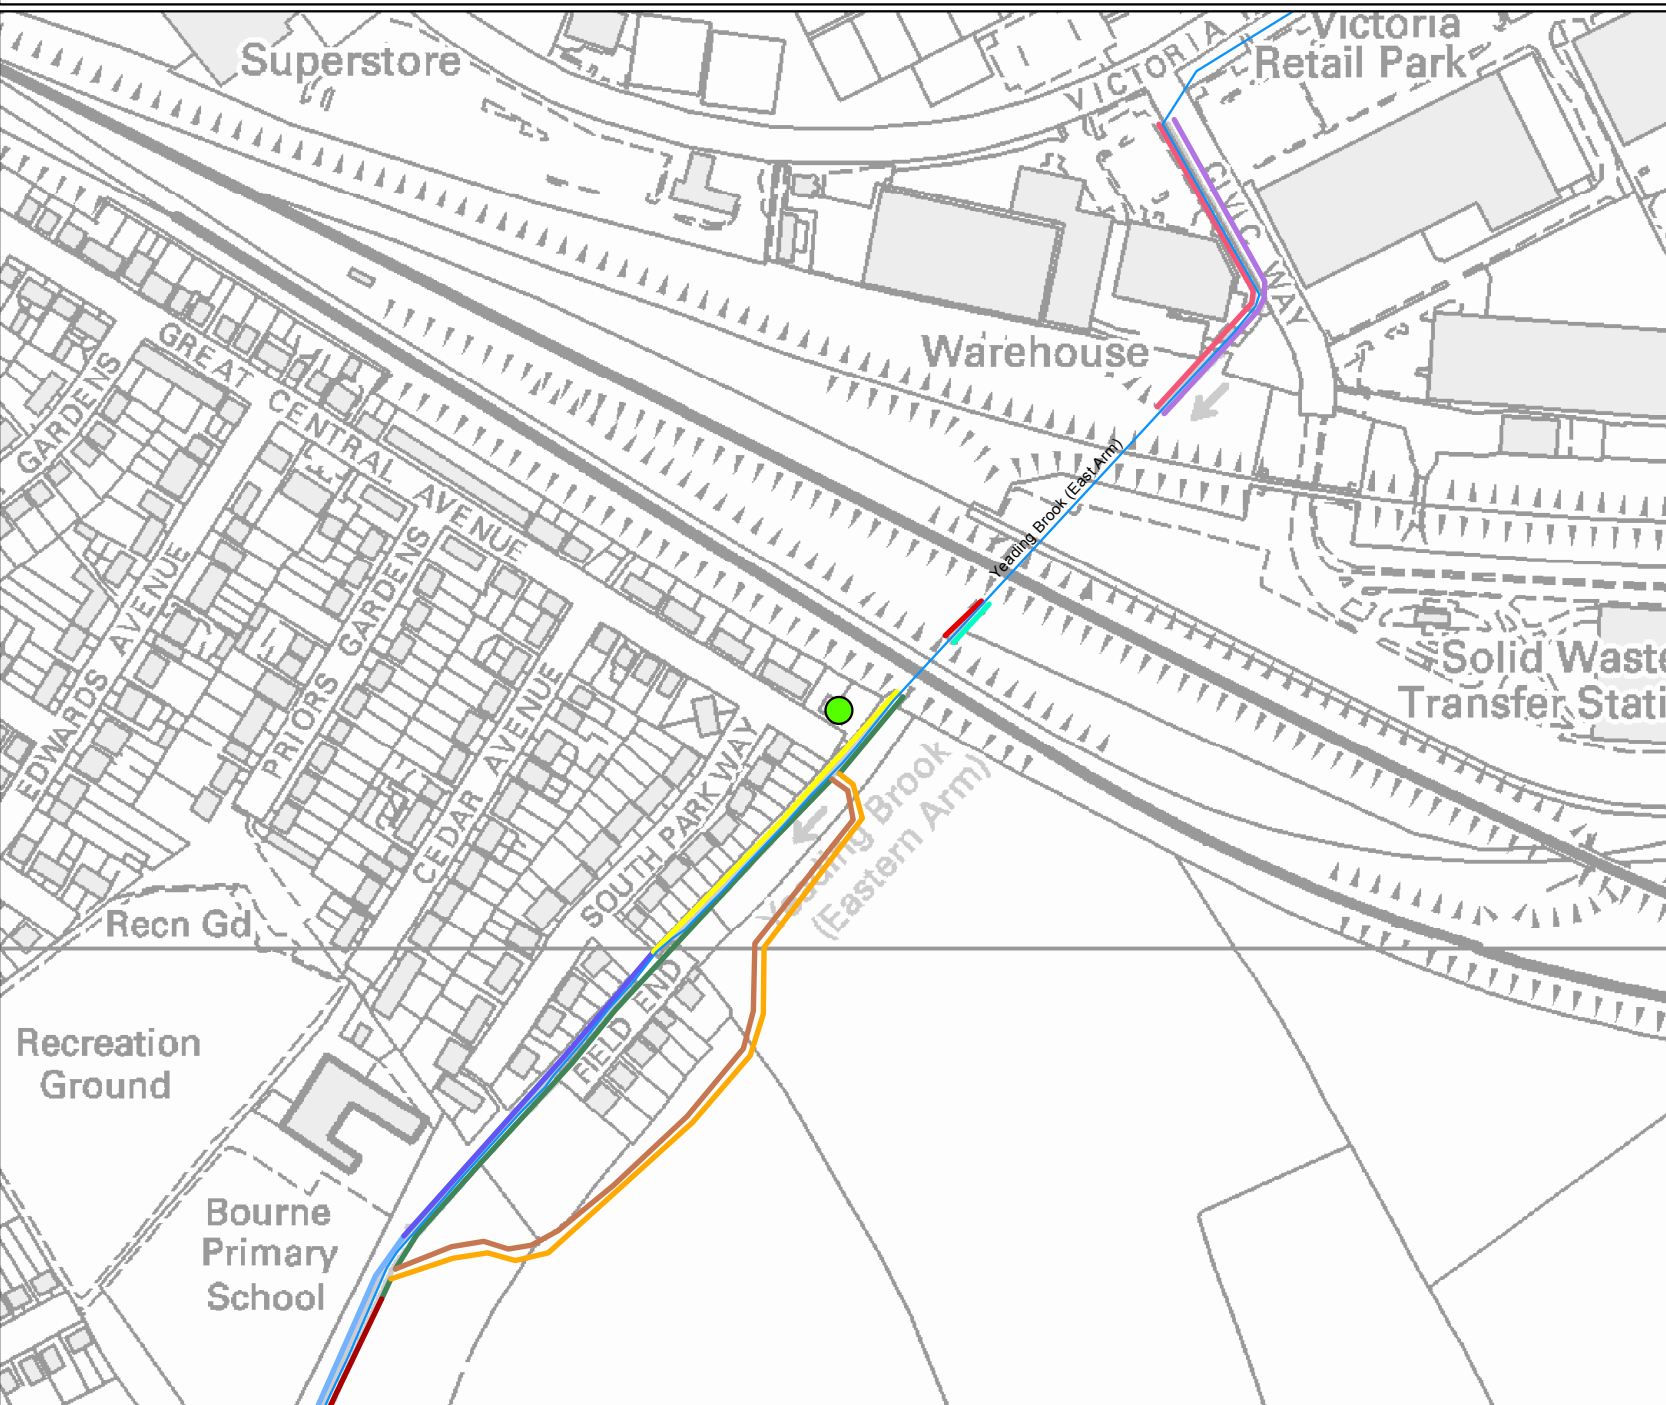 Superstore
VICTORIA
Victoria
Retail Park
CIVIC WAY
Warehouse
GREAT
CENTRAL AVENUE
GARDENS
Yeading Brook (East Arm)
EDWARDS AVENUE
PRIORS GARDENS
CEDAR AVENUE
SOUTH PARK WAY
Solid Waste
Transfer Stati
Yeading Brook
(Eastern Arm)
Recn Gd
FIELD END
Recreation
Ground
Bourne
Primary
School